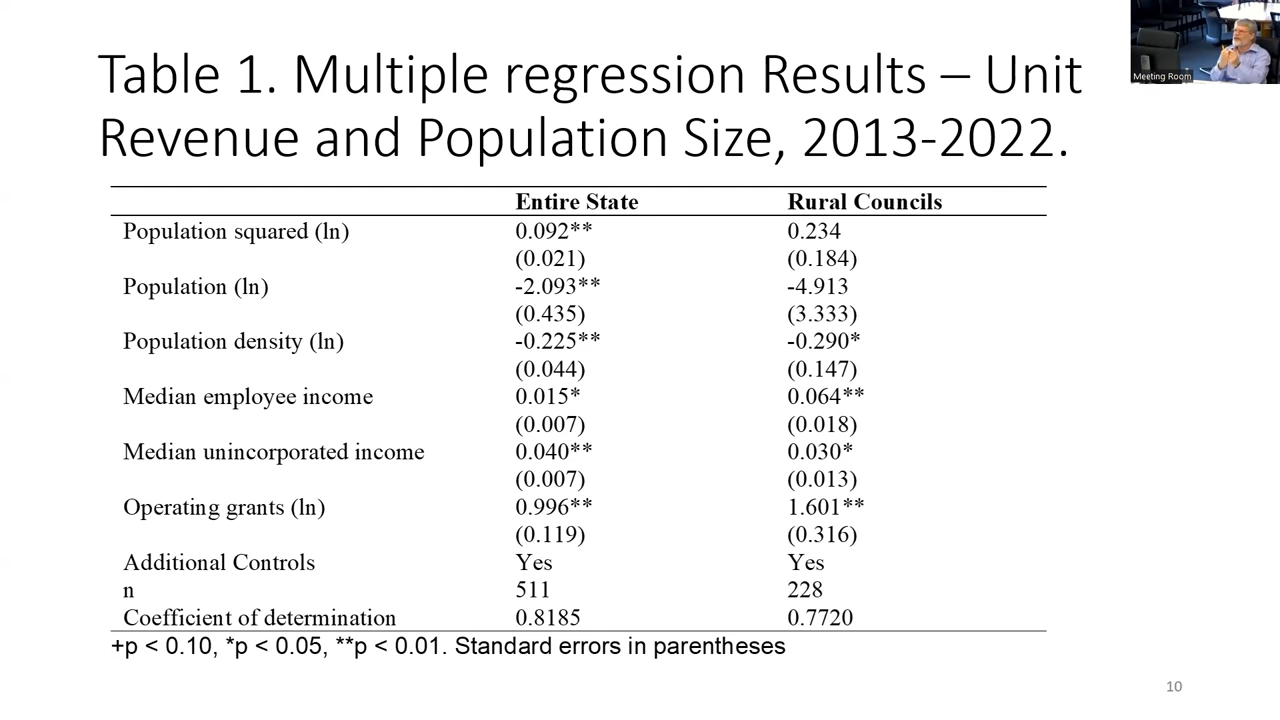 Table 1. Multiple regression Results – Unit
Revenue and Population Size, 2013-2022.
Meeting Room
Entire State Rural Councils
Population squared (ln) 0.092** 0.234
(0.021) (0.184)
Population (ln) -2.093** -4.913
(0.435) (3.333)
Population density (ln) -0.225** -0.290*
(0.044) (0.147)
Median employee income 0.015* 0.064**
(0.007) (0.018)
Median unincorporated income 0.040** 0.030*
(0.007) (0.013)
Operating grants (ln) 0.996** 1.601**
(0.119) (0.316)
Additional Controls Yes Yes
n 511 228
Coefficient of determination 0.8185 0.7720
+p < 0.10, *p < 0.05, **p < 0.01. Standard errors in parentheses
10